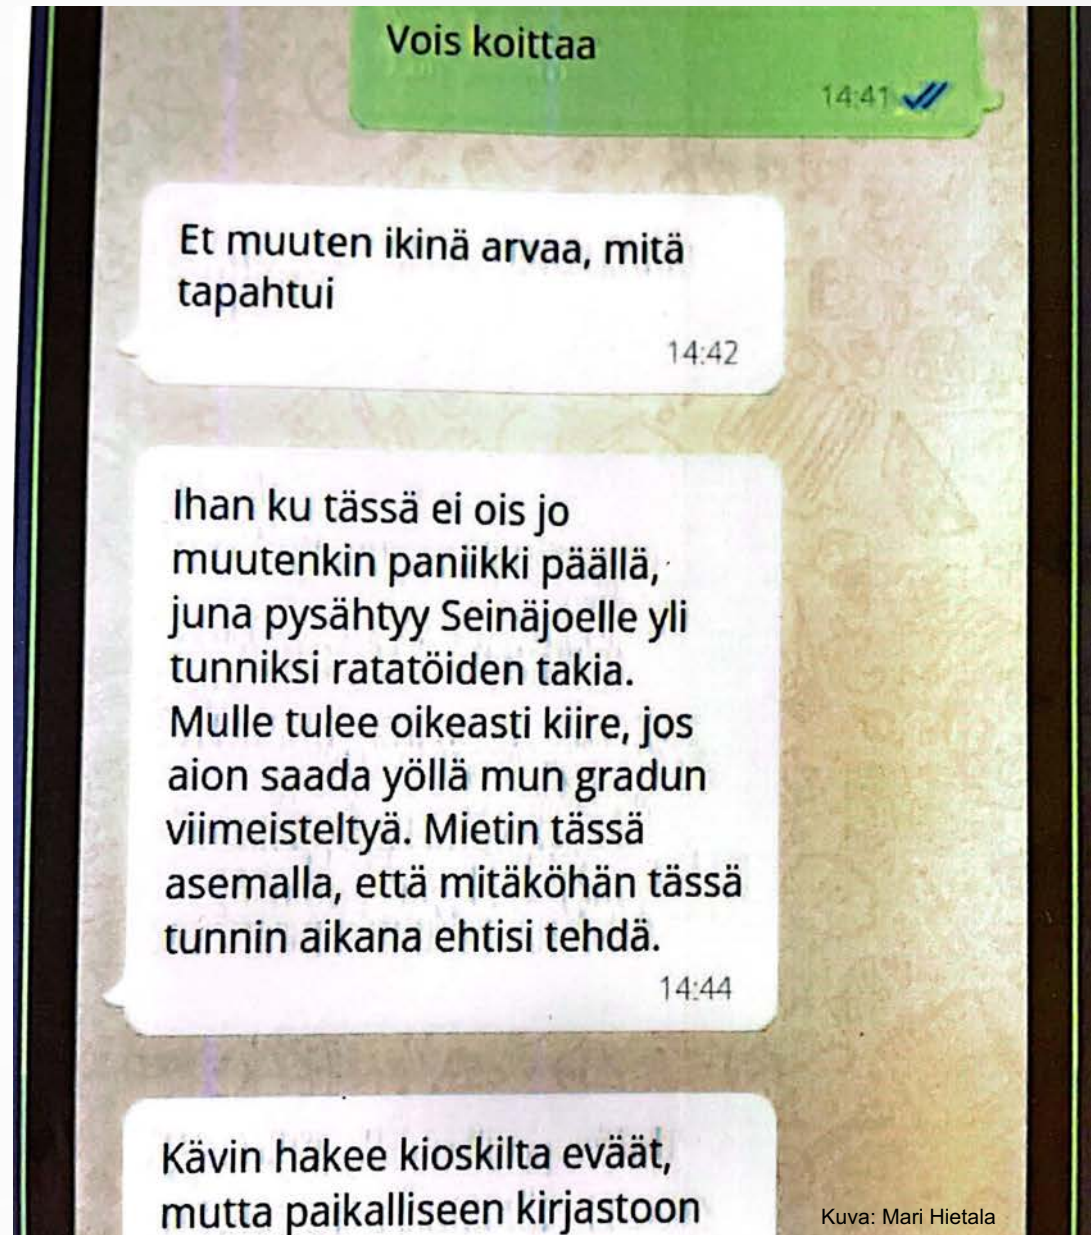 Vois koittaa
14:41
Et muuten ikinä arvaa, mitä
tapahtui
14:42
Ihan ku tässä ei ois jo
muutenkin paniikki päällä,
juna pysähtyy Seinäjoelle yli
tunniksi ratatöiden takia.
Mulle tulee oikeasti kiire, jos
aion saada yöllä mun gradun
viimeisteltyä. Mietin tässä
asemalla, että mitäköhän tässä
tunnin aikana ehtisi tehdä.
14:44
Kävin hakee kioskilta eväät,
mutta paikalliseen kirjastoon
Kuva: Mari Hietala